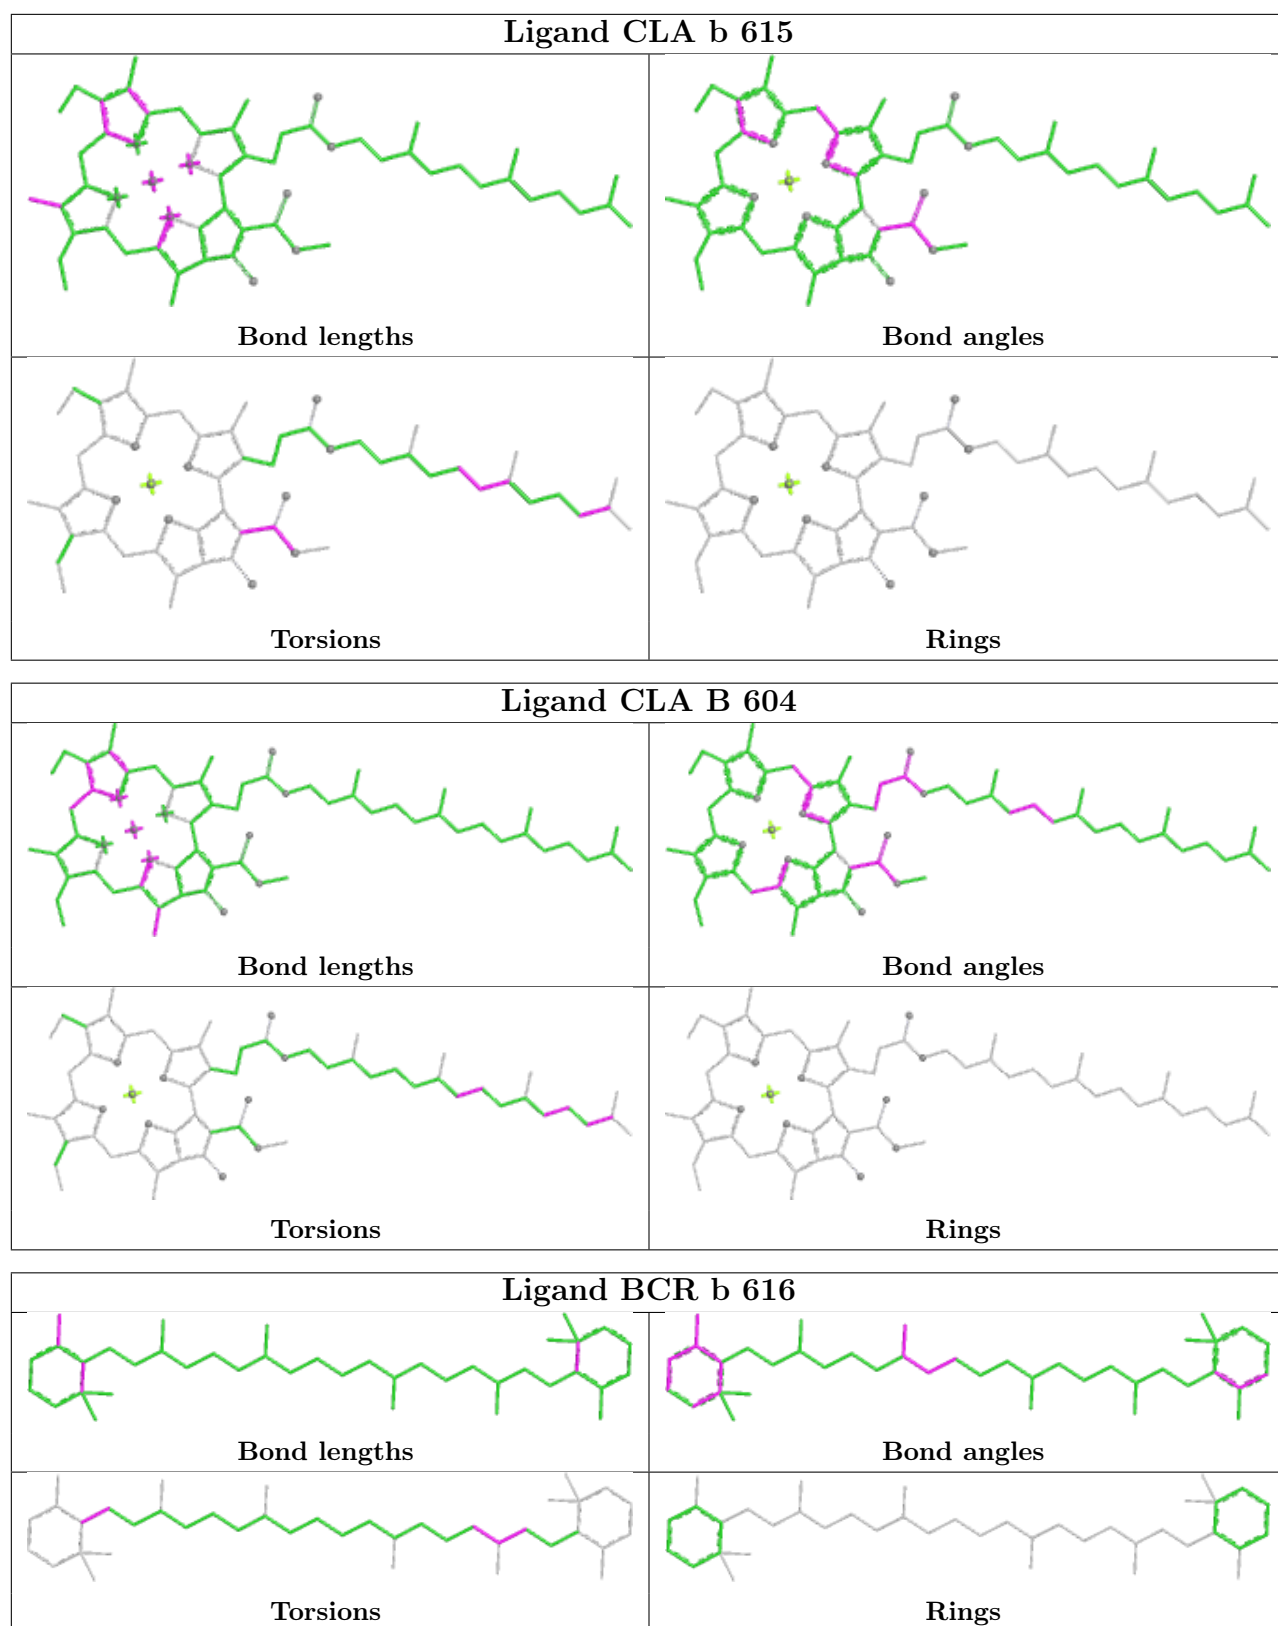 Ligand CLA b 615
Bond lengths
Bond angles
Torsions
Rings
Ligand CLA B 604
Bond lengths
Bond angles
Torsions
Rings
Ligand BCR b 616
Bond lengths
Bond angles
Torsions
Rings